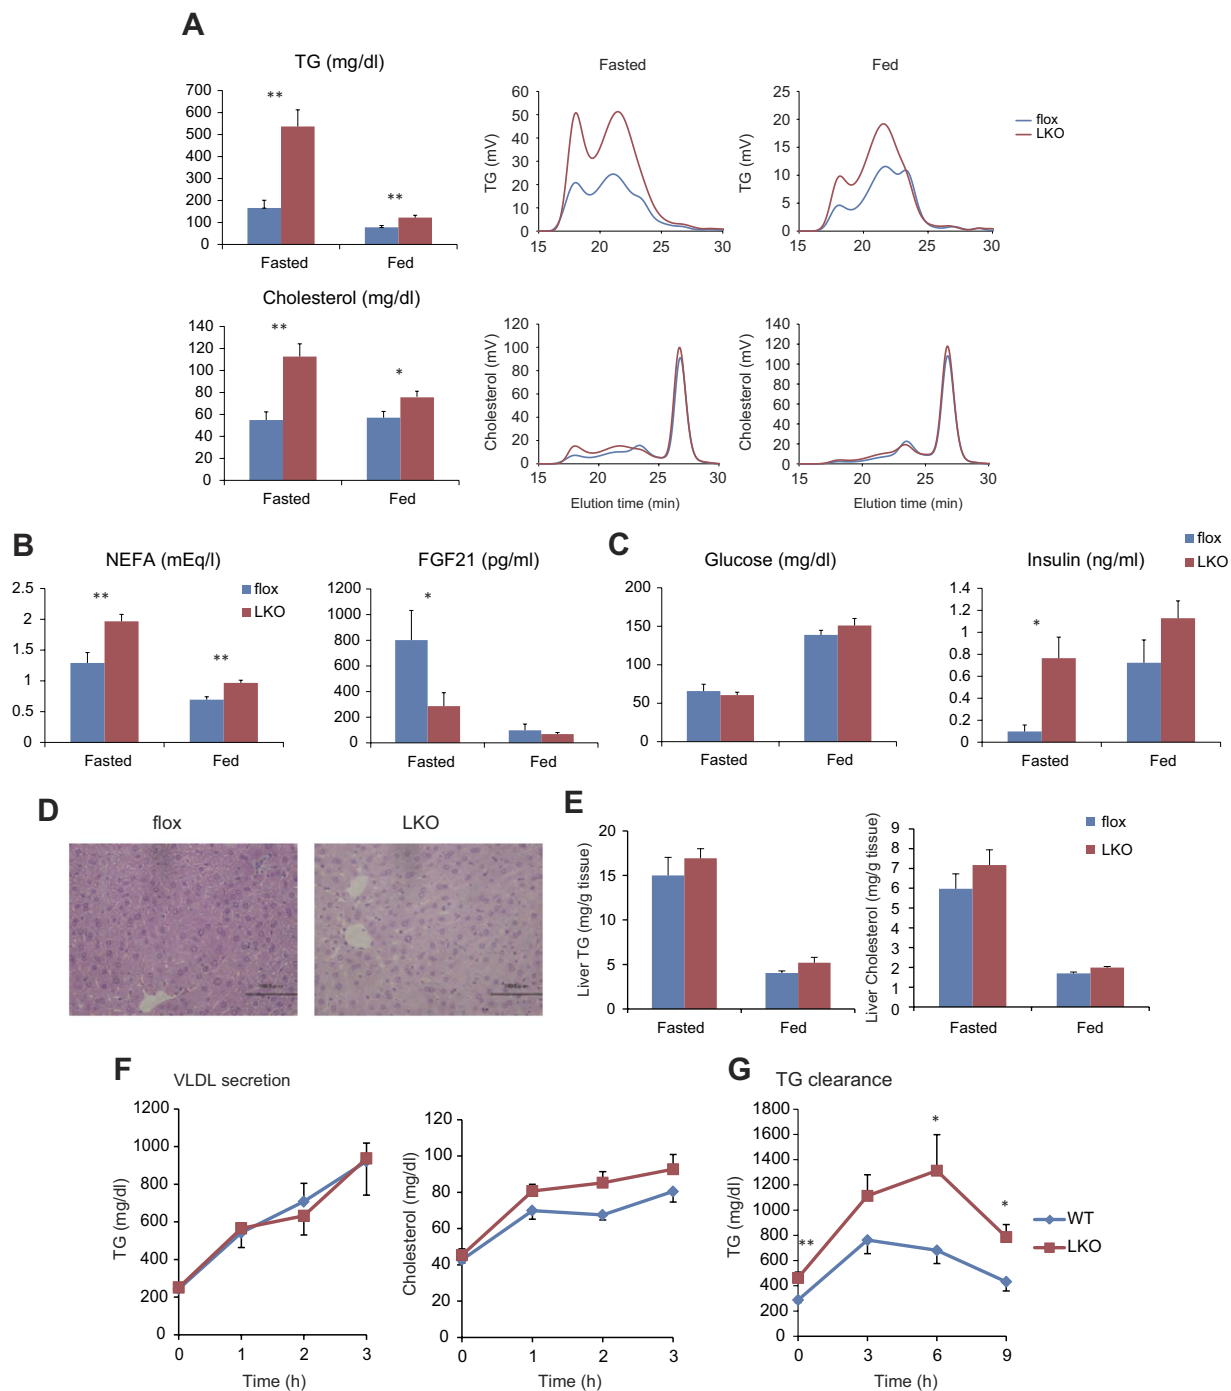 A
TG (mg/dl)
Fasted
Fed
700
600
500
400
300
200
100
0
**
**
Fasted
Fed
TG (mV)
60
50
40
30
20
10
0
15
20
25
30
TG (mV)
25
20
15
10
5
0
15
20
25
30
flox
LKO
Cholesterol (mg/dl)
140
120
100
80
60
40
20
0
**
*
Fasted
Fed
Cholesterol (mV)
120
100
80
60
40
20
0
15
20
25
30
Elution time (min)
Cholesterol (mV)
140
120
100
80
60
40
20
0
15
20
25
30
Elution time (min)
B
NEFA (mEq/l)
2.5
2
1.5
1
0.5
0
**
**
Fasted
Fed
flox
LKO
FGF21 (pg/ml)
1200
1000
800
600
400
200
0
*
Fasted
Fed
C
Glucose (mg/dl)
200
150
100
50
0
Fasted
Fed
Insulin (ng/ml)
flox
LKO
1.4
1.2
1
0.8
0.6
0.4
0.2
0
*
Fasted
Fed
D
flox
LKO
E
Liver TG (mg/g tissue)
20
15
10
5
0
Fasted
Fed
Liver Cholesterol (mg/g tissue)
9
8
7
6
5
4
3
2
1
0
Fasted
Fed
flox
LKO
F
VLDL secretion
TG (mg/dl)
1200
1000
800
600
400
200
0
0
1
2
3
Time (h)
Cholesterol (mg/dl)
120
100
80
60
40
20
0
0
1
2
3
Time (h)
G
TG clearance
TG (mg/dl)
1800
1600
1400
1200
1000
800
600
400
200
0
**
*
*
0
3
6
9
Time (h)
WT
LKO